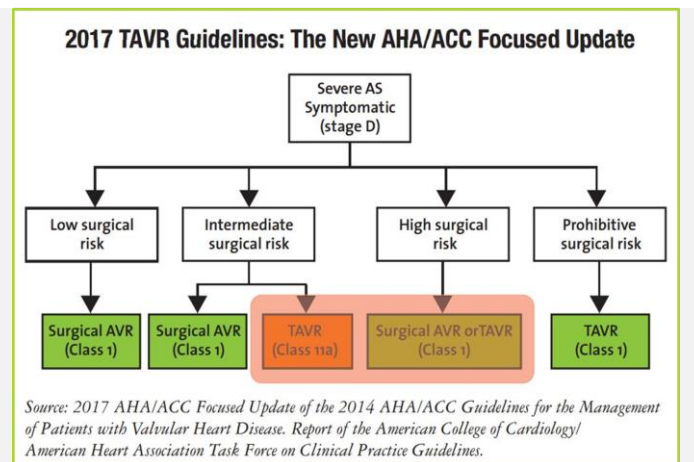 2017 TAVR Guidelines: The New AHA/ACC Focused Update
Severe AS
Symptomatic
(stage D)
Low surgical
risk
Intermediate
surgical risk
High surgical
risk
Prohibitive
surgical risk
Surgical AVR
(Class 1)
Surgical AVR
(Class 1)
TAVR
(Class 11a)
Surgical AVR orTAVR
(Class 1)
TAVR
(Class 1)
Source: 2017 AHA/ACC Focused Update of the 2014 AHA/ACC Guidelines for the Management
of Patients with Valvular Heart Disease. Report of the American College of Cardiology/
American Heart Association Task Force on Clinical Practice Guidelines.